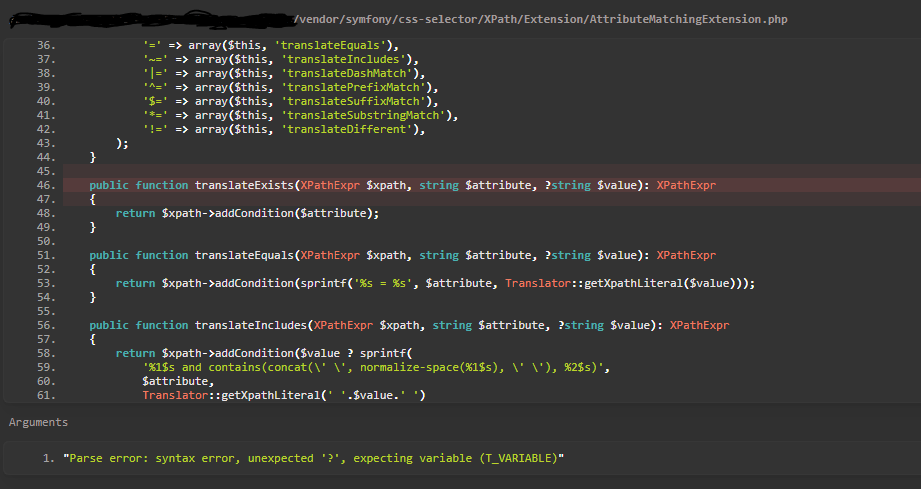 /vendor/symfony/css-selector/XPath/Extension/AttributeMatchingExtension.php
36. '=' => array($this, 'translateEquals'),
37. '~=' => array($this, 'translateIncludes'),
38. '|=' => array($this, 'translateDashMatch'),
39. '^=' => array($this, 'translatePrefixMatch'),
40. '$=' => array($this, 'translateSuffixMatch'),
41. '*=' => array($this, 'translateSubstringMatch'),
42. '!=' => array($this, 'translateDifferent'),
43. );
44. }
45.
46. public function translateExists(XPathExpr $xpath, string $attribute, ?string $value): XPathExpr
47. {
48. return $xpath->addCondition($attribute);
49. }
50.
51. public function translateEquals(XPathExpr $xpath, string $attribute, ?string $value): XPathExpr
52. {
53. return $xpath->addCondition(sprintf('%s = %s', $attribute, Translator::getXpathLiteral($value)));
54. }
55.
56. public function translateIncludes(XPathExpr $xpath, string $attribute, ?string $value): XPathExpr
57. {
58. return $xpath->addCondition($value ? sprintf(
59. '%1$s and contains(concat(\' \', normalize-space(%1$s), \' \'), %2$s)',
60. $attribute,
61. Translator::getXpathLiteral(' '.$value.' ')
Arguments
1. "Parse error: syntax error, unexpected '?', expecting variable (T_VARIABLE)"